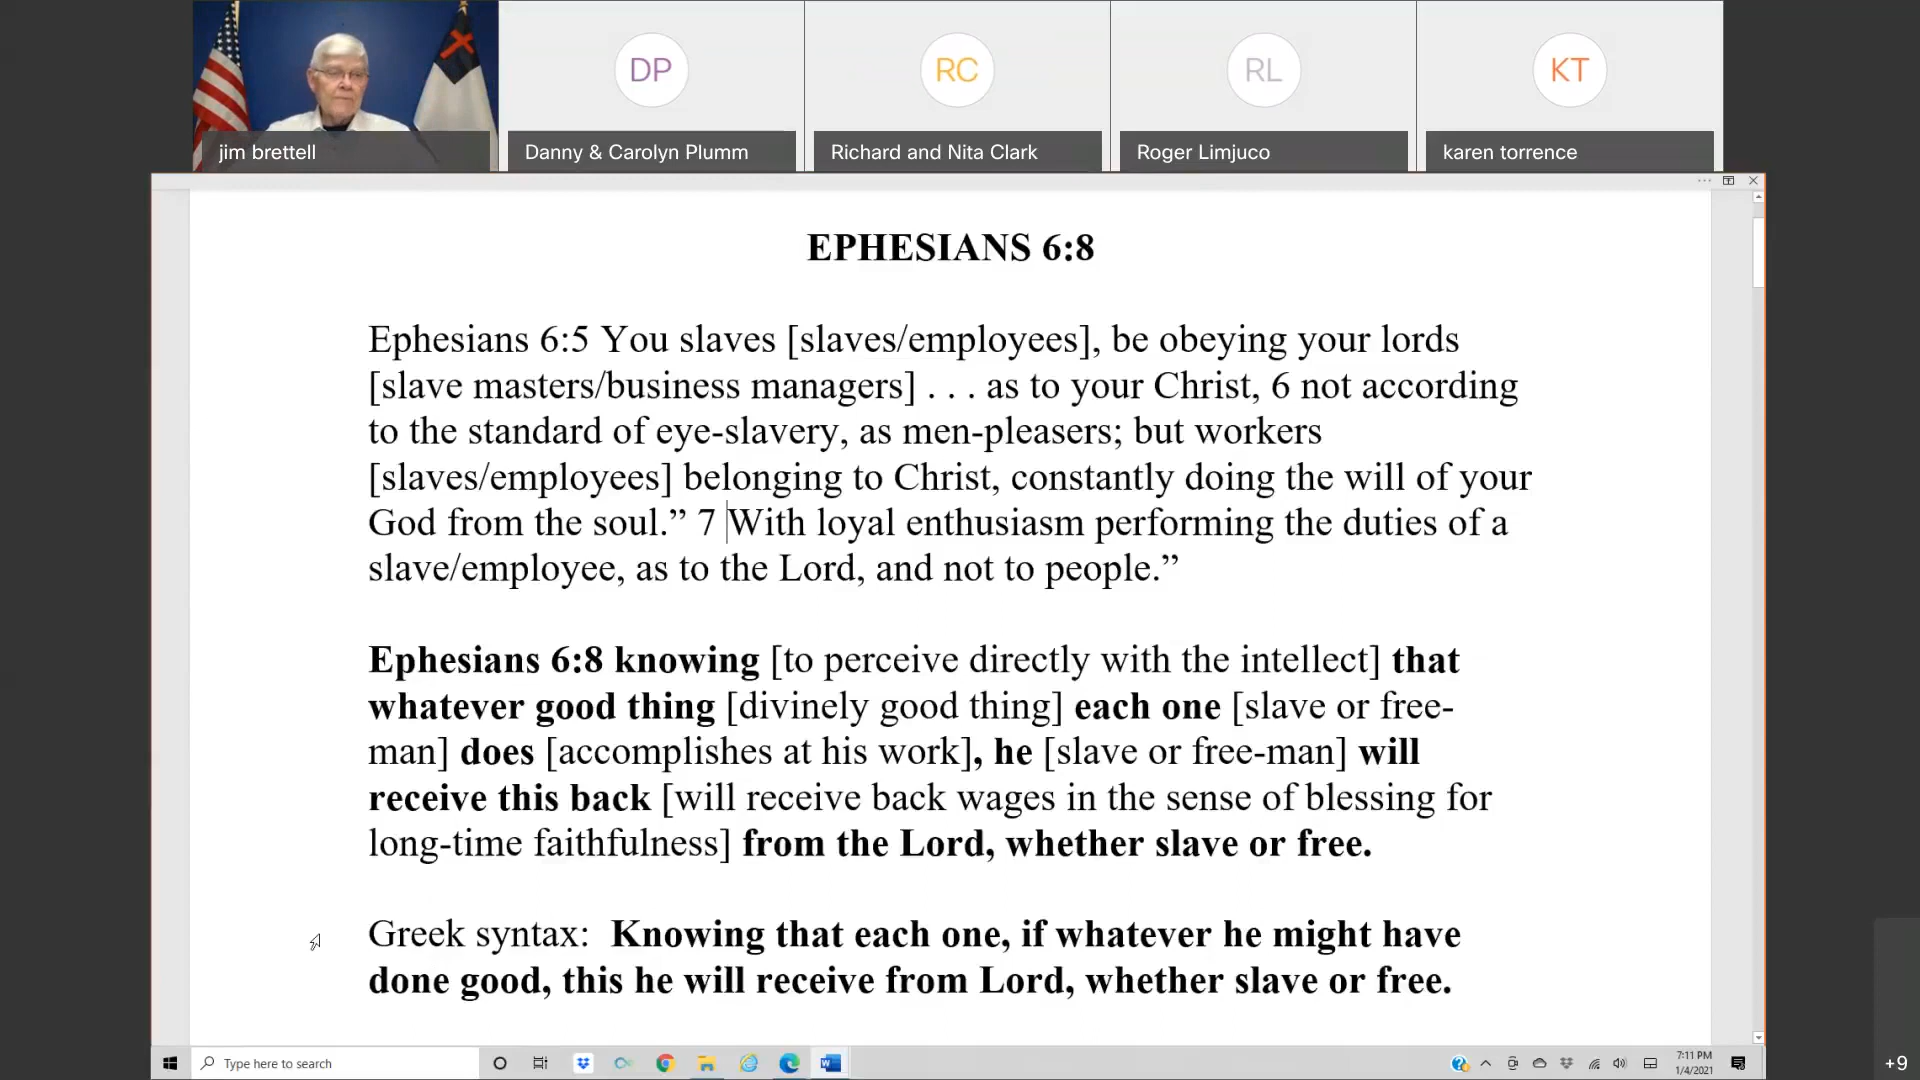 DP
RC
RL
KT
jim brettell
Danny & Carolyn Plumm
Richard and Nita Clark
Roger Limjuco
karen torrence
EPHESIANS 6:8
Ephesians 6:5 You slaves [slaves/employees], be obeying your lords
[slave masters/business managers] . . . as to your Christ, 6 not according
to the standard of eye-slavery, as men-pleasers; but workers
[slaves/employees] belonging to Christ, constantly doing the will of your
God from the soul.” 7 With loyal enthusiasm performing the duties of a
slave/employee, as to the Lord, and not to people.”
Ephesians 6:8 knowing [to perceive directly with the intellect] that
whatever good thing [divinely good thing] each one [slave or free-
man] does [accomplishes at his work], he [slave or free-man] will
receive this back [will receive back wages in the sense of blessing for
long-time faithfulness] from the Lord, whether slave or free.
Greek syntax:  Knowing that each one, if whatever he might have
done good, this he will receive from Lord, whether slave or free.
Type here to search
7:11 PM
1/4/2021
+9